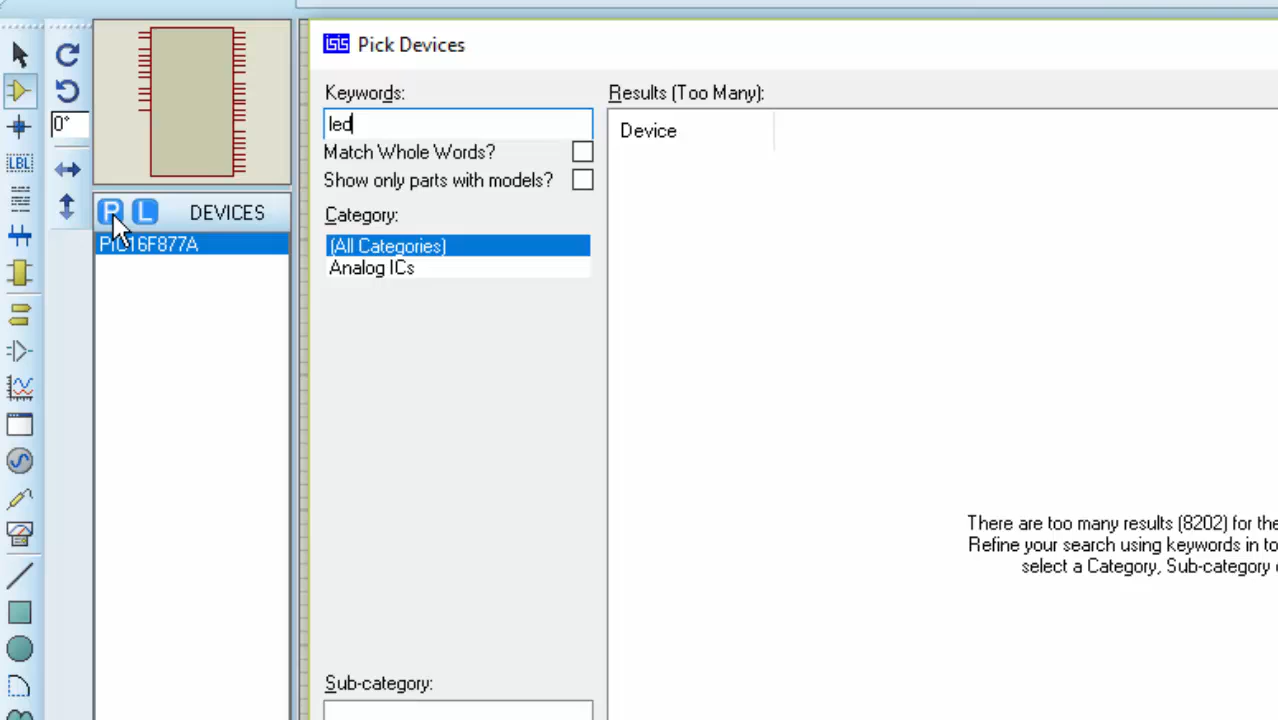 ISIS Pick Devices
Keywords:
led
Match Whole Words?
Show only parts with models?
Category:
(All Categories)
Analog ICs
Sub-category:
Results (Too Many):
Device
There are too many results (8202) for the
Refine your search using keywords in to
select a Category, Sub-category
0°
LBL
P L DEVICES
PIC16F877A